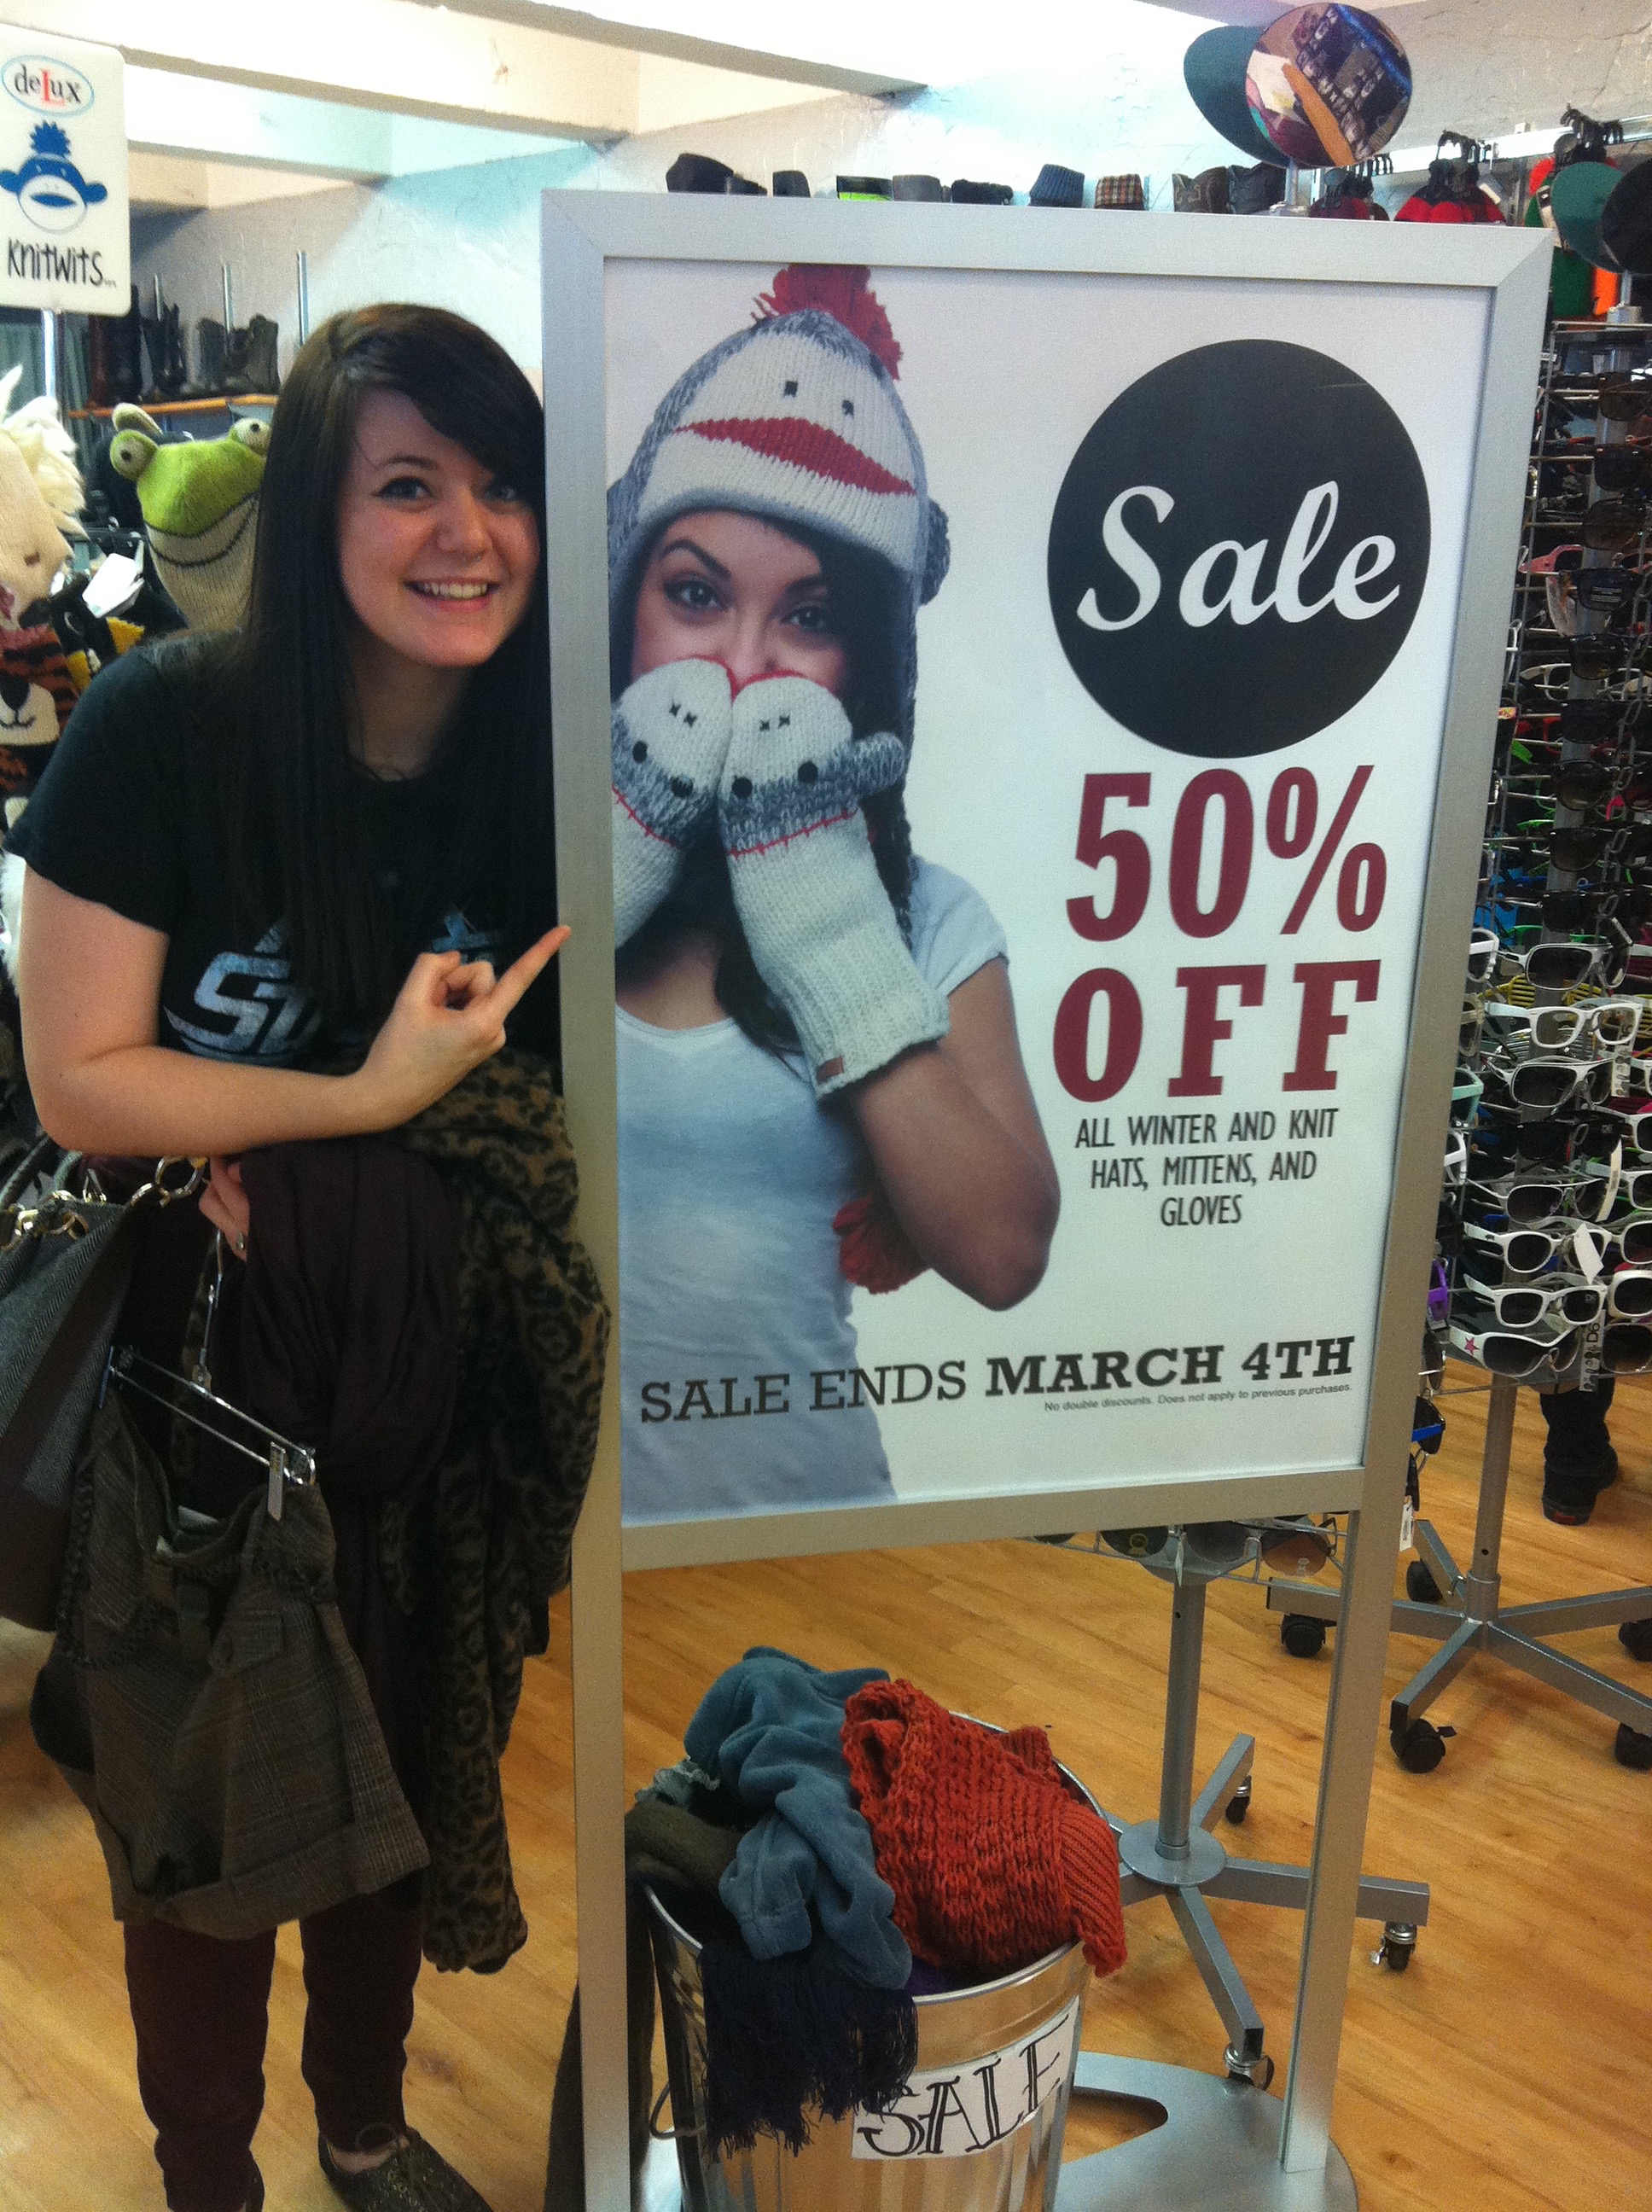 deLux
KnitWits
Sale
50%
OFF
ALL WINTER AND KNIT
HATS, MITTENS, AND
GLOVES
SALE ENDS MARCH 4TH
No double discounts. Does not apply to previous purchases.
SALE